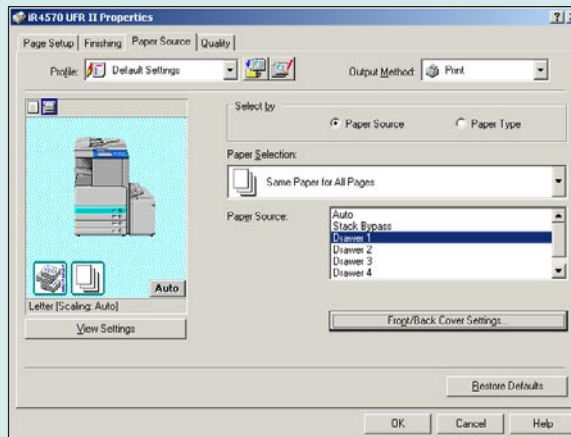 iR4570 UFR II Properties
Page Setup Finishing Paper Source Quality
Profile: Default Settings Output Method: Print
Select by
Paper Source Paper Type
Paper Selection:
Same Paper for All Pages
Paper Source:
Auto
Stack Bypass
Drawer 1
Drawer 2
Drawer 3
Drawer 4
Auto
Letter [Scaling: Auto]
View Settings
Front/Back Cover Settings...
Restore Defaults
OK Cancel Help